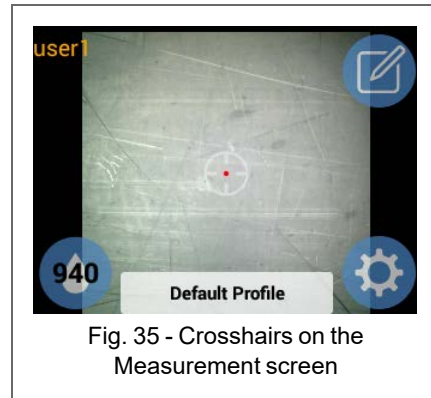 user1
940
Default Profile
Fig. 35 - Crosshairs on the
Measurement screen